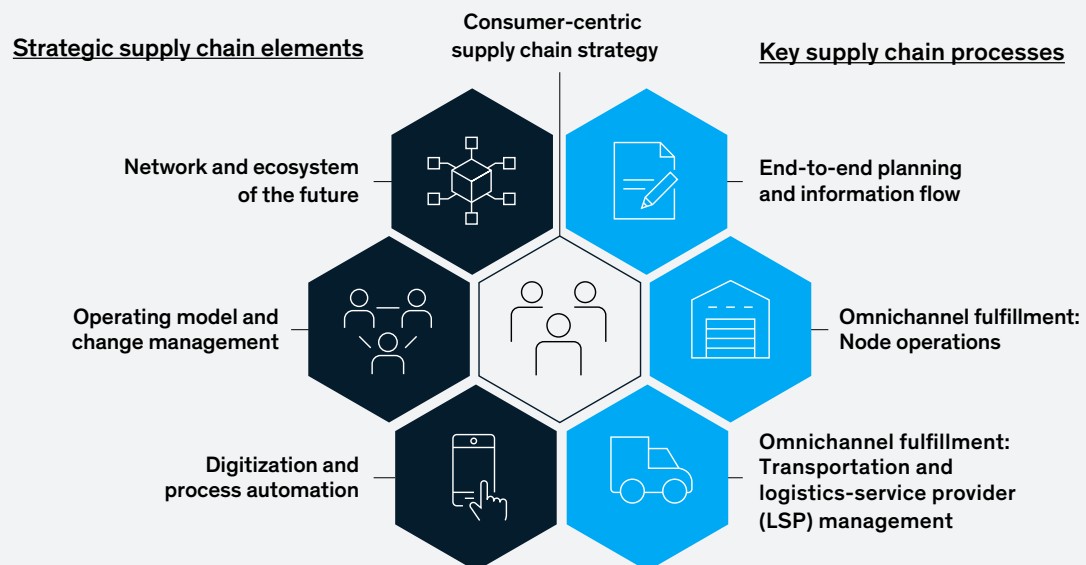 Consumer-centric
supply chain strategy
Strategic supply chain elements
Key supply chain processes
Network and ecosystem
of the future
End-to-end planning
and information flow
Operating model and
change management
Omnichannel fulfillment:
Node operations
Digitization and
process automation
Omnichannel fulfillment:
Transportation and
logistics-service provider
(LSP) management